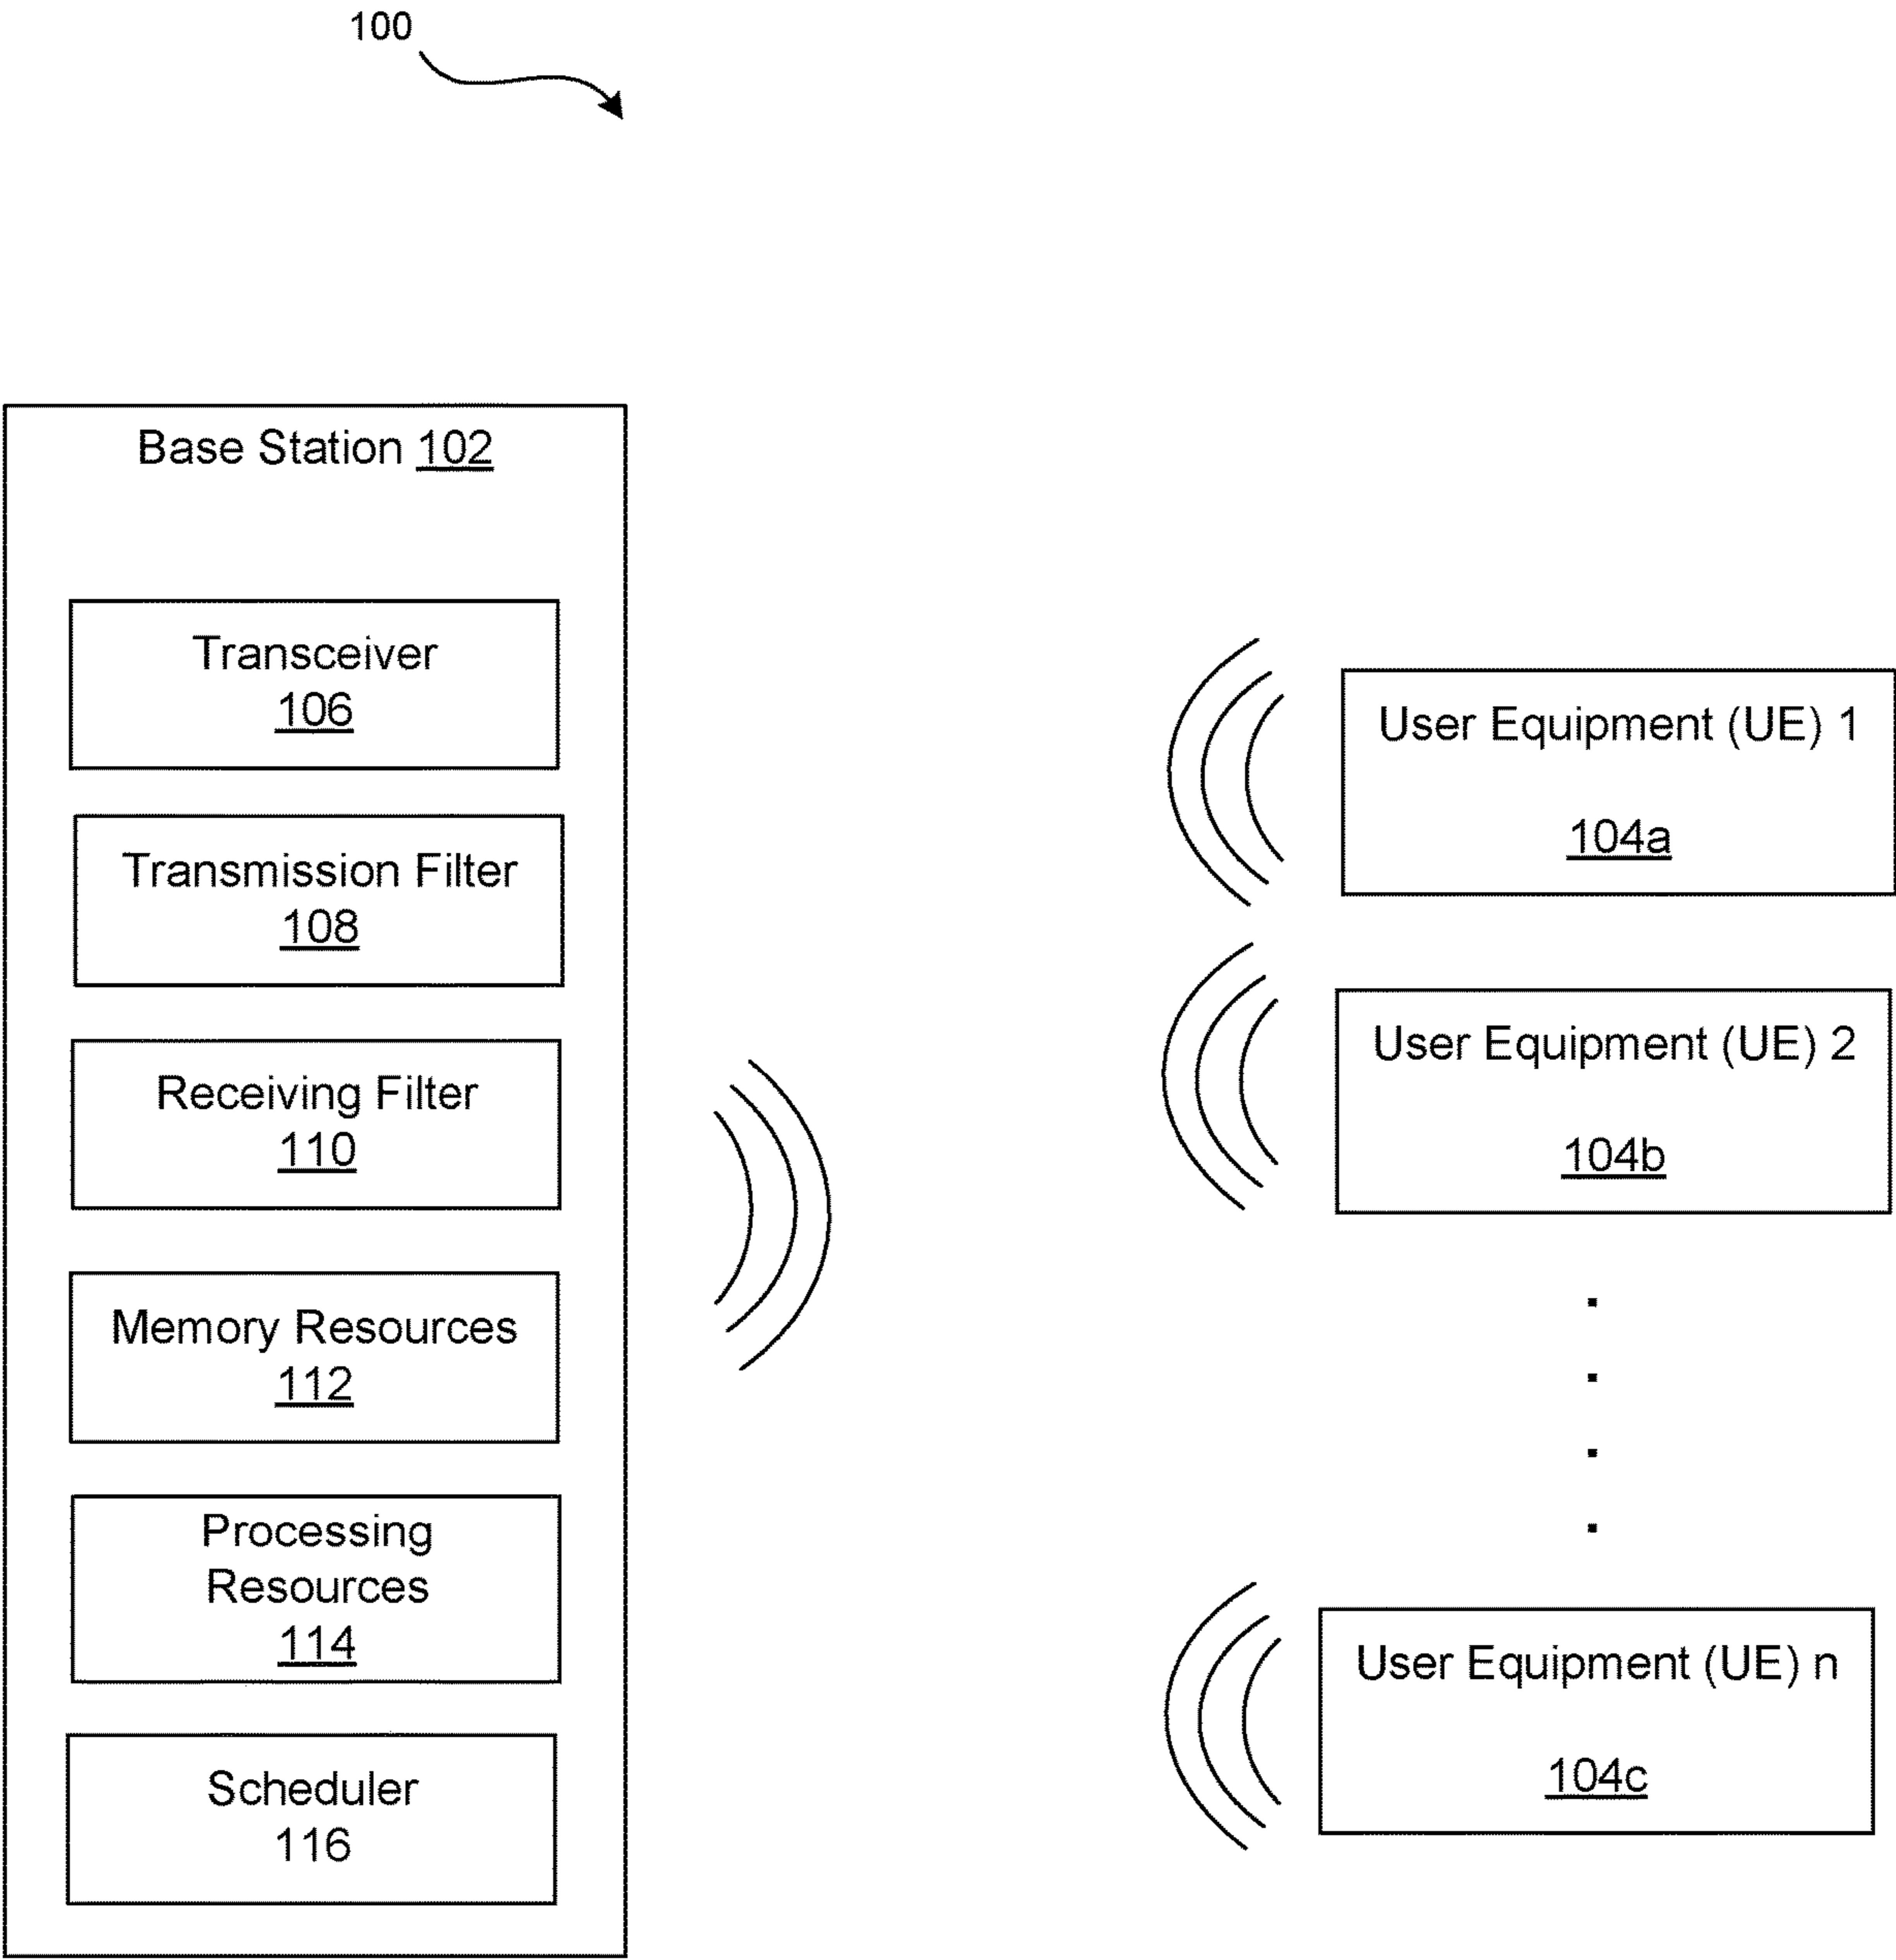 100
Base Station 102
Transceiver
106
Transmission Filter
108
Receiving Filter
110
Memory Resources
112
Processing
Resources
114
Scheduler
116
User Equipment (UE) 1
104a
User Equipment (UE) 2
104b
User Equipment (UE) n
104c